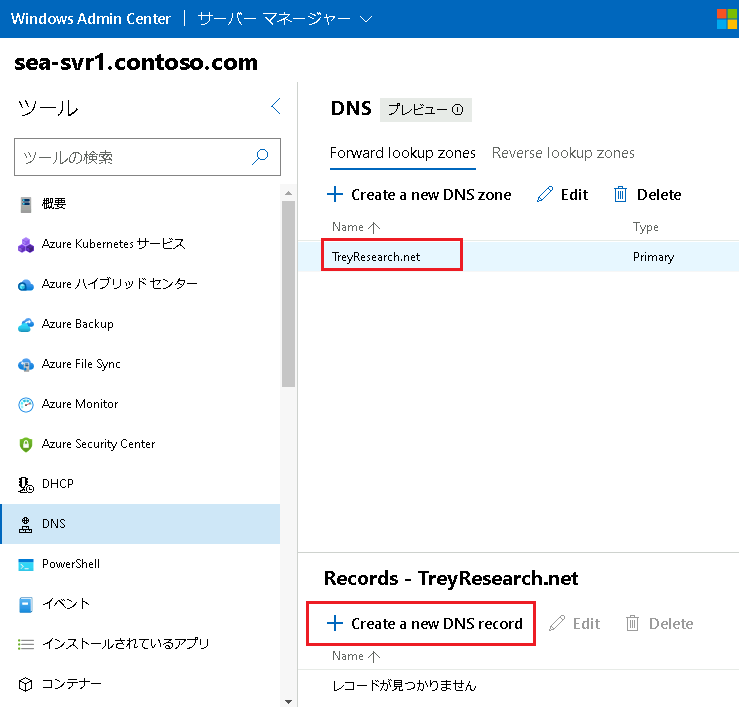 Windows Admin Center | サーバー マネージャー
sea-svr1.contoso.com
ツール
ツールの検索
概要
Azure Kubernetes サービス
Azure ハイブリッド センター
Azure Backup
Azure File Sync
Azure Monitor
Azure Security Center
DHCP
DNS
PowerShell
イベント
インストールされているアプリ
コンテナー
DNS プレビュー
Forward lookup zones Reverse lookup zones
Create a new DNS zone Edit Delete
Name Type
TreyResearch.net Primary
Records - TreyResearch.net
Create a new DNS record Edit Delete
Name
レコードが見つかりません